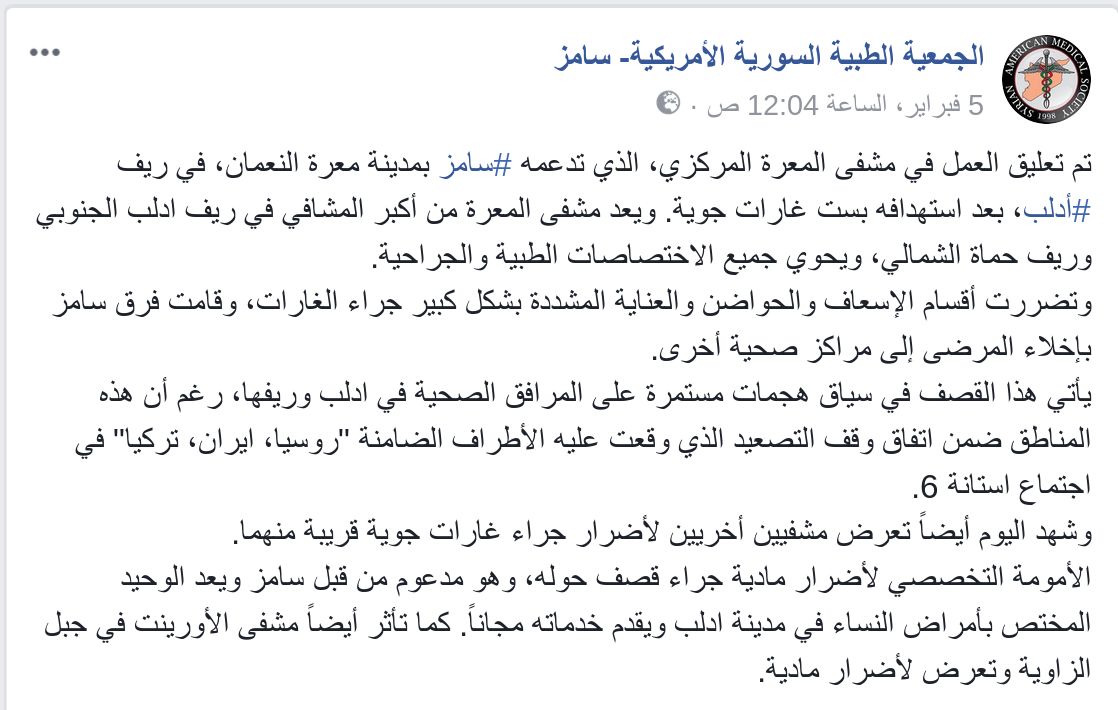 الجمعية الطبية السورية الأمريكية- سامز
5 فبراير، الساعة 12:04 ص ·
SYRIAN AMERICAN MEDICAL SOCIETY
1998
تم تعليق العمل في مشفى المعرة المركزي، الذي تدعمه #سامز بمدينة معرة النعمان، في ريف
#أدلب، بعد استهدافه بست غارات جوية. ويعد مشفى المعرة من أكبر المشافي في ريف ادلب الجنوبي
وريف حماة الشمالي، ويحوي جميع الاختصاصات الطبية والجراحية.
وتضررت أقسام الإسعاف والحواضن والعناية المشددة بشكل كبير جراء الغارات، وقامت فرق سامز
بإخلاء المرضى إلى مراكز صحية أخرى.
يأتي هذا القصف في سياق هجمات مستمرة على المرافق الصحية في ادلب وريفها، رغم أن هذه
المناطق ضمن اتفاق وقف التصعيد الذي وقعت عليه الأطراف الضامنة "روسيا، ايران، تركيا" في
اجتماع استانة 6.
وشهد اليوم أيضاً تعرض مشفيين أخريين لأضرار جراء غارات جوية قريبة منهما.
الأمومة التخصصي لأضرار مادية جراء قصف حوله، وهو مدعوم من قبل سامز ويعد الوحيد
المختص بأمراض النساء في مدينة ادلب ويقدم خدماته مجاناً. كما تأثر أيضاً مشفى الأورينت في جبل
الزاوية وتعرض لأضرار مادية.